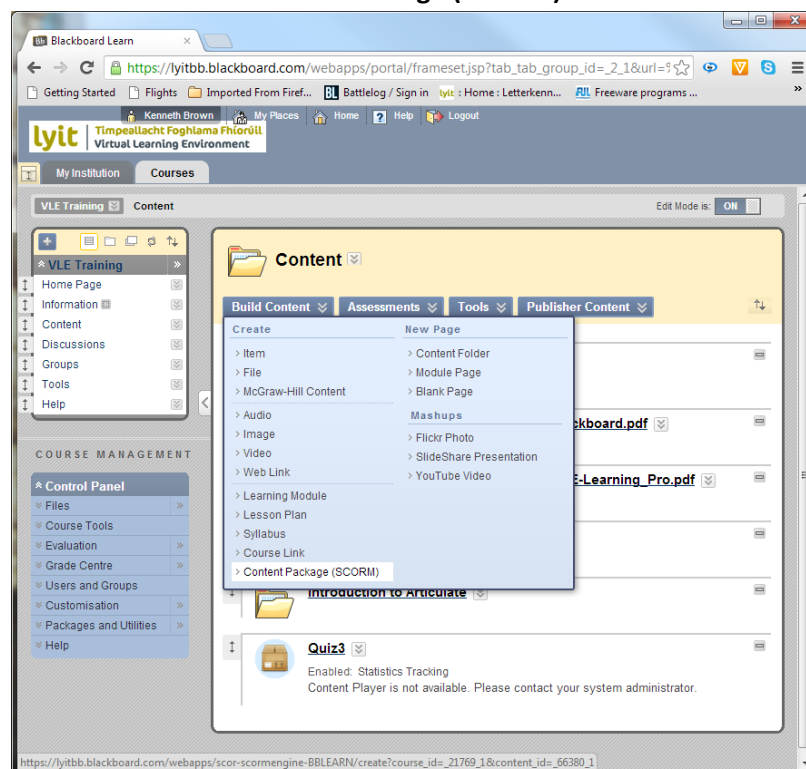 Blackboard Learn
https://lyitbb.blackboard.com/webapps/portal/frameset.jsp?tab_tab_group_id=_2_1&url=
Getting Started Flights Imported From Firef... Battlelog / Sign in lyit : Home : Letterkenn... Freeware programs ... »
Kenneth Brown My Places Home ? Help Logout
lyit Timpeallacht Foghlama Fhíorúil
Virtual Learning Environment
My Institution Courses
VLE Training Content Edit Mode is: ON
VLE Training
Home Page
Information
Content
Discussions
Groups
Tools
Help
COURSE MANAGEMENT
Control Panel
Files
Course Tools
Evaluation
Grade Centre
Users and Groups
Customisation
Packages and Utilities
Help
Content
Build Content Assessments Tools Publisher Content
Create
> Item
> File
> McGraw-Hill Content
> Audio
> Image
> Video
> Web Link
> Learning Module
> Lesson Plan
> Syllabus
> Course Link
> Content Package (SCORM)
New Page
> Content Folder
> Module Page
> Blank Page
Mashups
> Flickr Photo
> SlideShare Presentation
> YouTube Video
ckboard.pdf
E-Learning_Pro.pdf
Introduction to Articulate
Quiz3
Enabled: Statistics Tracking
Content Player is not available. Please contact your system administrator.
https://lyitbb.blackboard.com/webapps/scor-scormengine-BBLEARN/create?course_id=_21769_1&content_id=_66380_1